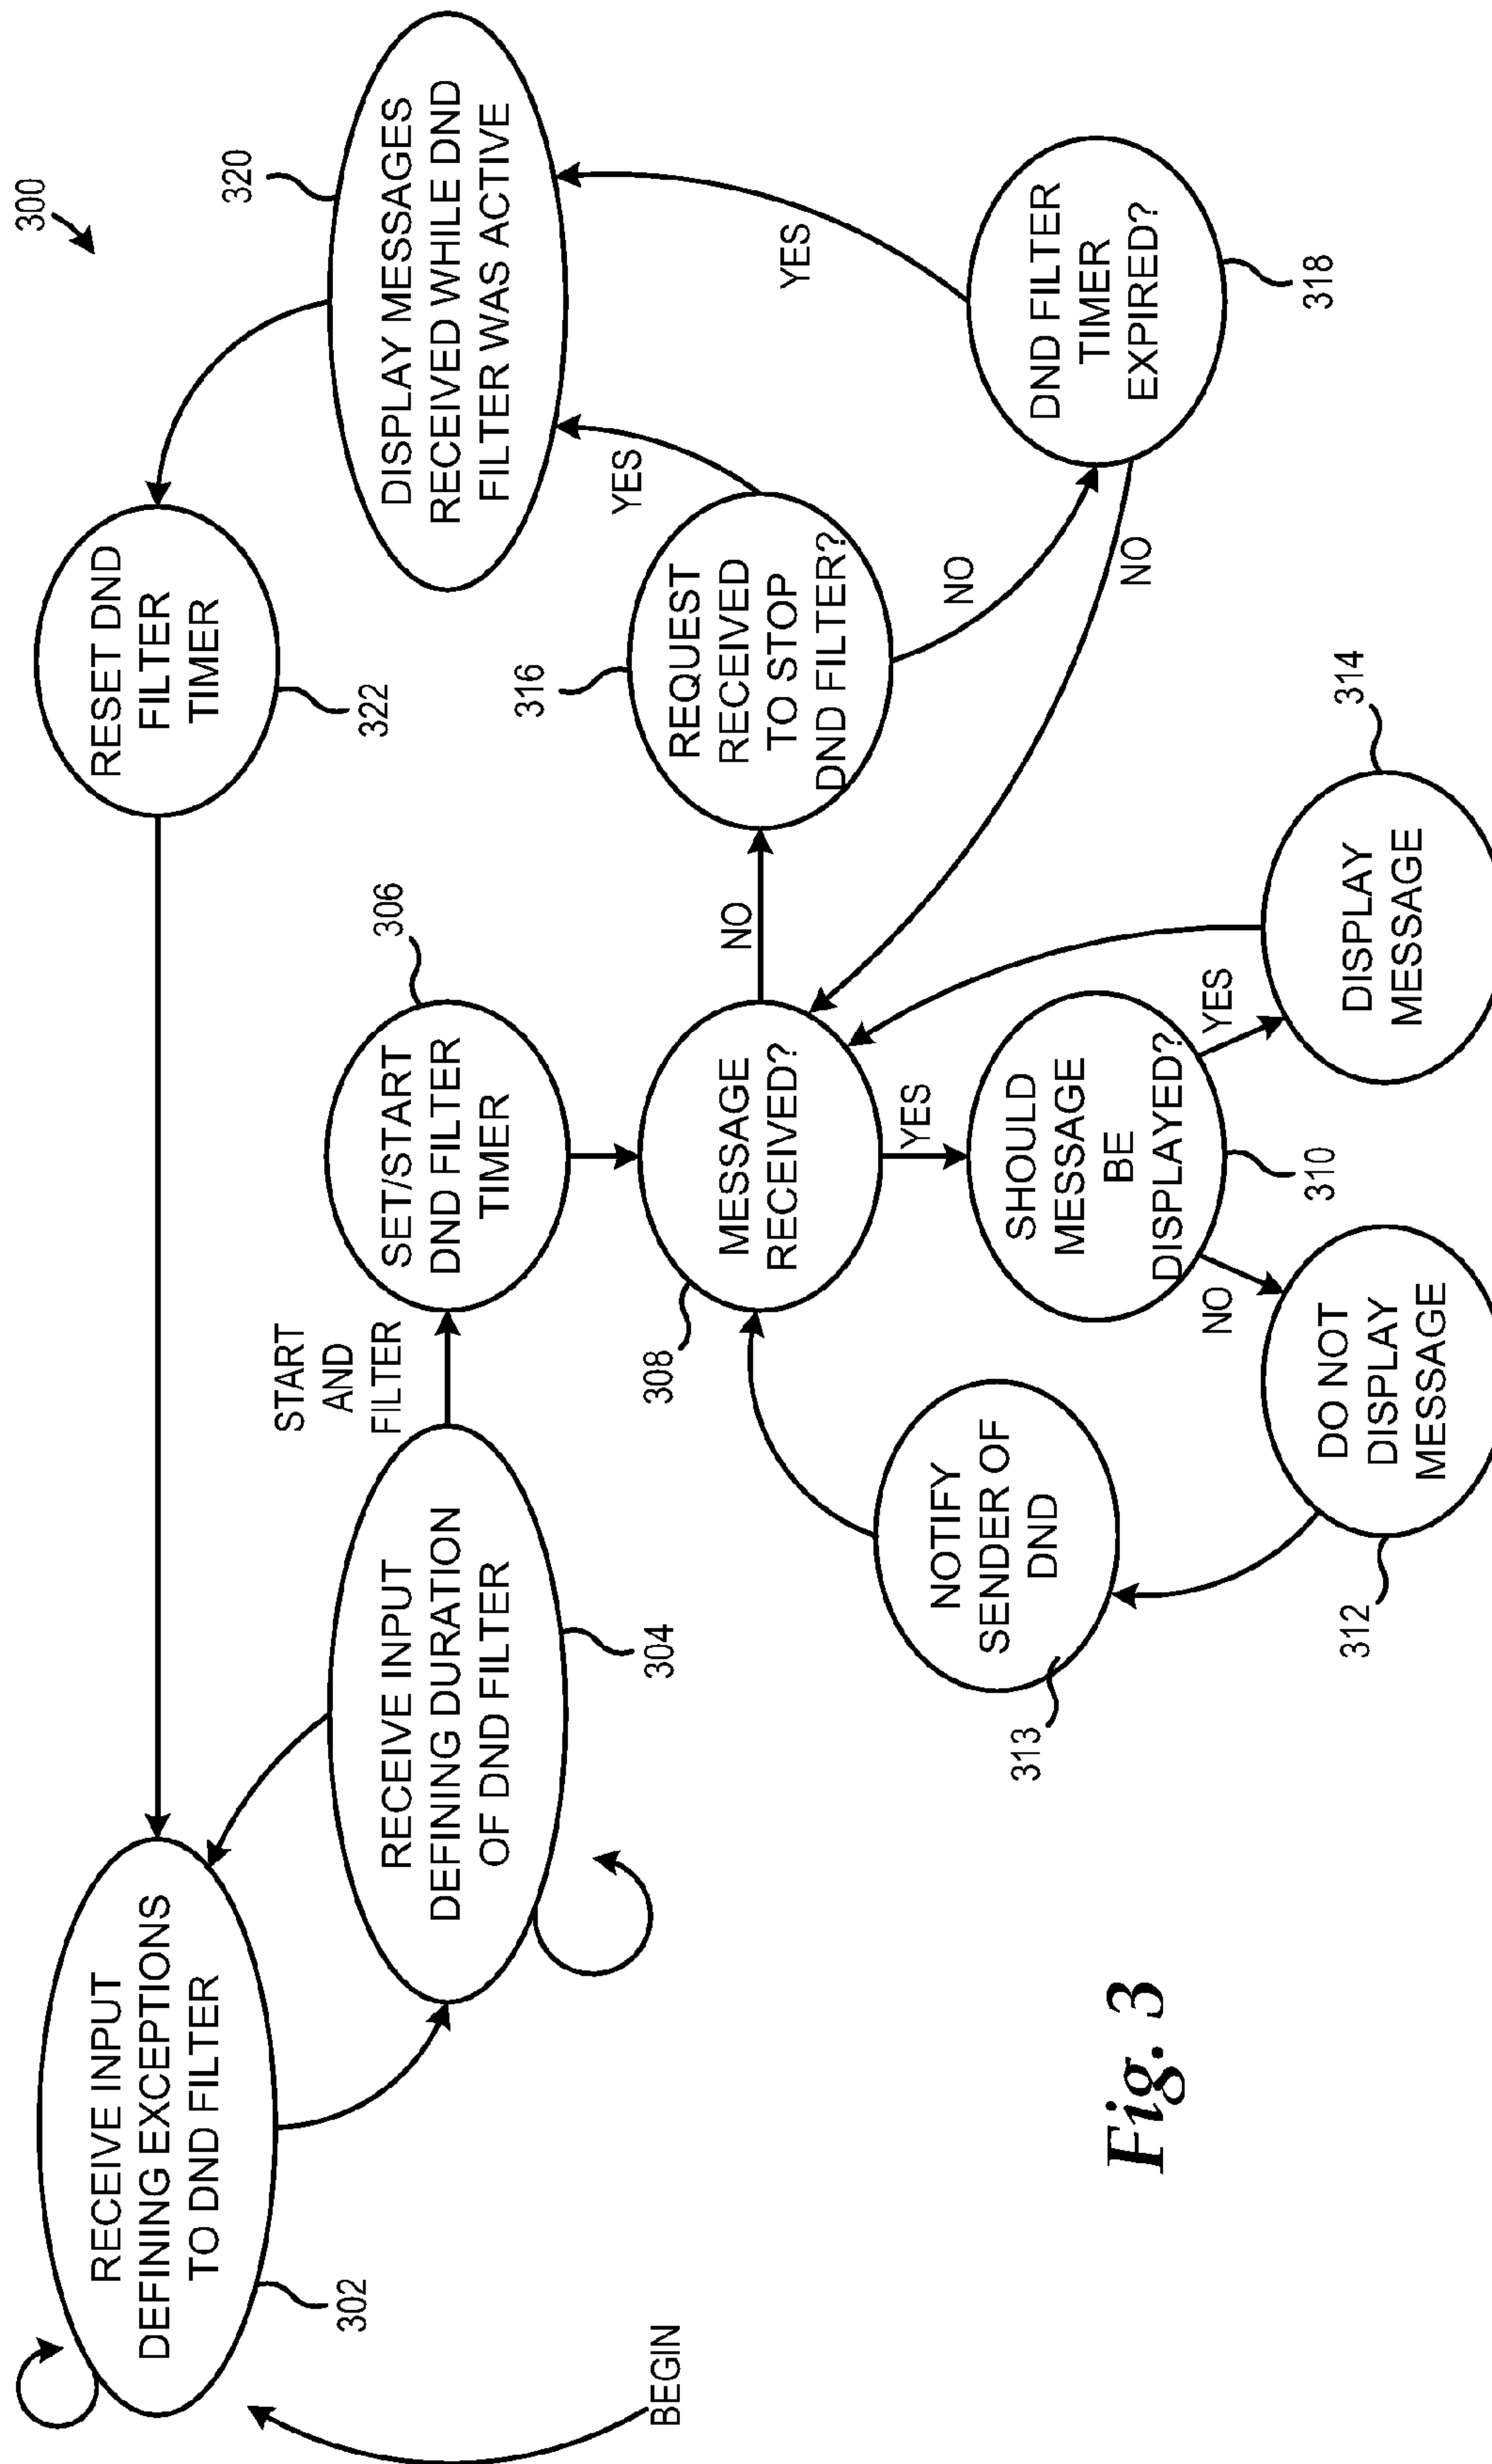 300
RECEIVE INPUT
DEFINING EXCEPTIONS
TO DND FILTER
302
BEGIN
RESET DND
FILTER
TIMER
322
RECEIVE INPUT
DEFINING DURATION
OF DND FILTER
304
START
AND
FILTER
SET/START
DND FILTER
TIMER
306
DISPLAY MESSAGES
RECEIVED WHILE DND
FILTER WAS ACTIVE
320
MESSAGE
RECEIVED?
308
NO
REQUEST
RECEIVED
TO STOP
DND FILTER?
316
YES
NO
YES
DND FILTER
TIMER
EXPIRED?
318
NO
YES
SHOULD
MESSAGE
BE
DISPLAYED?
310
NO
YES
NOTIFY
SENDER OF
DND
313
DO NOT
DISPLAY
MESSAGE
312
DISPLAY
MESSAGE
314
Fig. 3